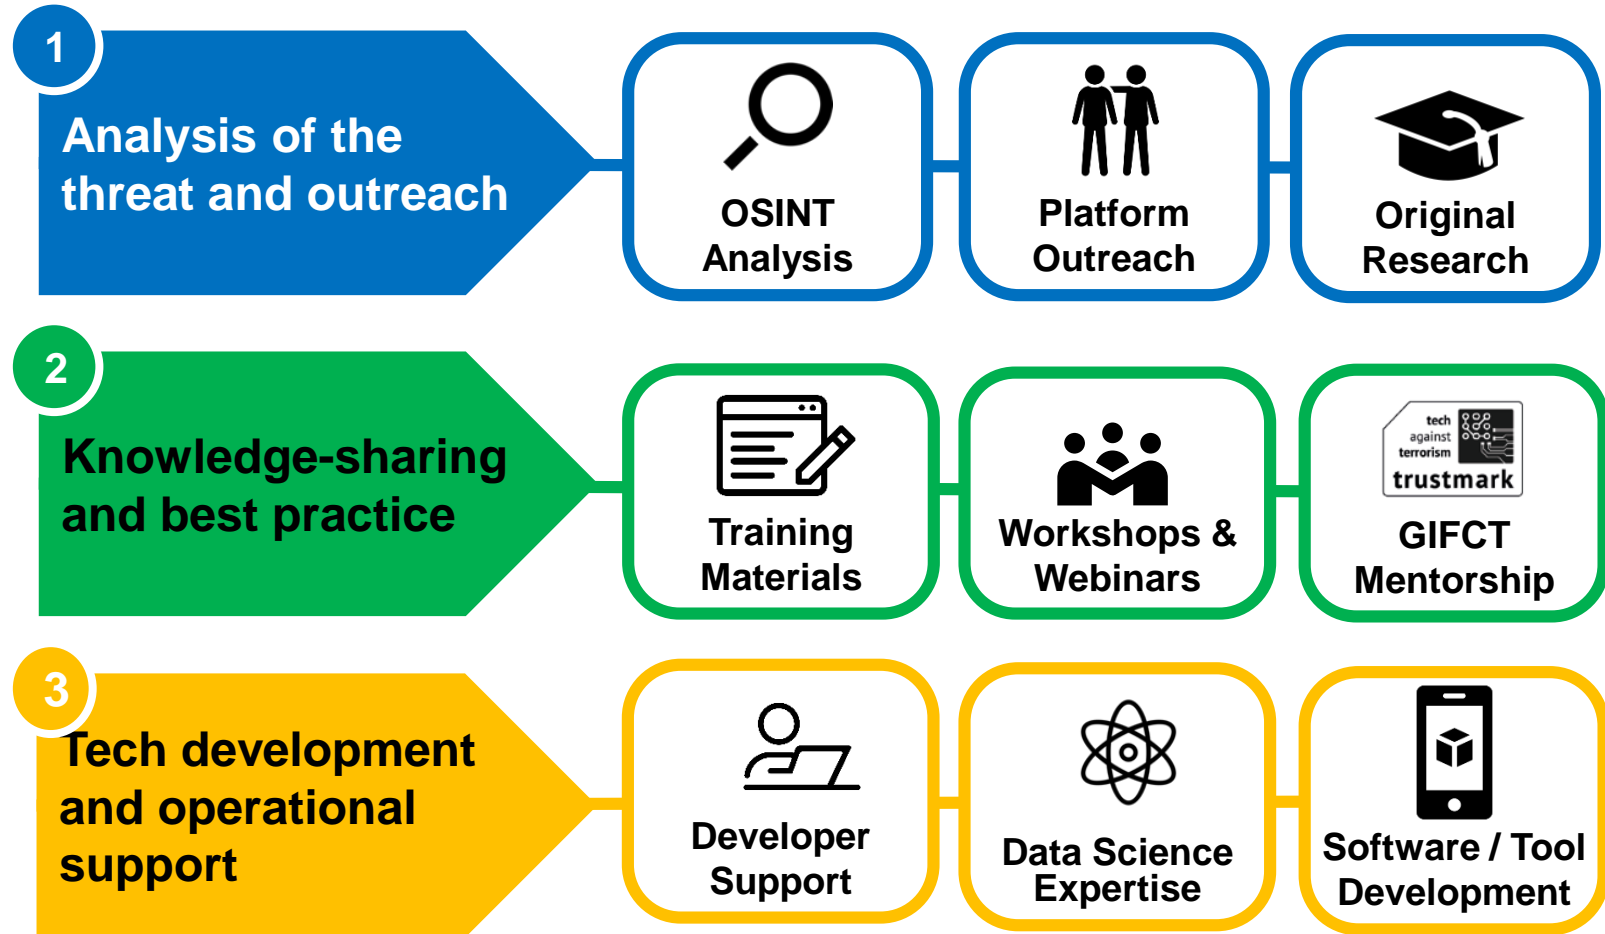 1
Analysis of the
threat and outreach
OSINT
Analysis
Platform
Outreach
Original
Research
2
Knowledge-sharing
and best practice
Training
Materials
Workshops &
Webinars
tech
against
terrorism
trustmark
GIFCT
Mentorship
3
Tech development
and operational
support
Developer
Support
Data Science
Expertise
Software / Tool
Development